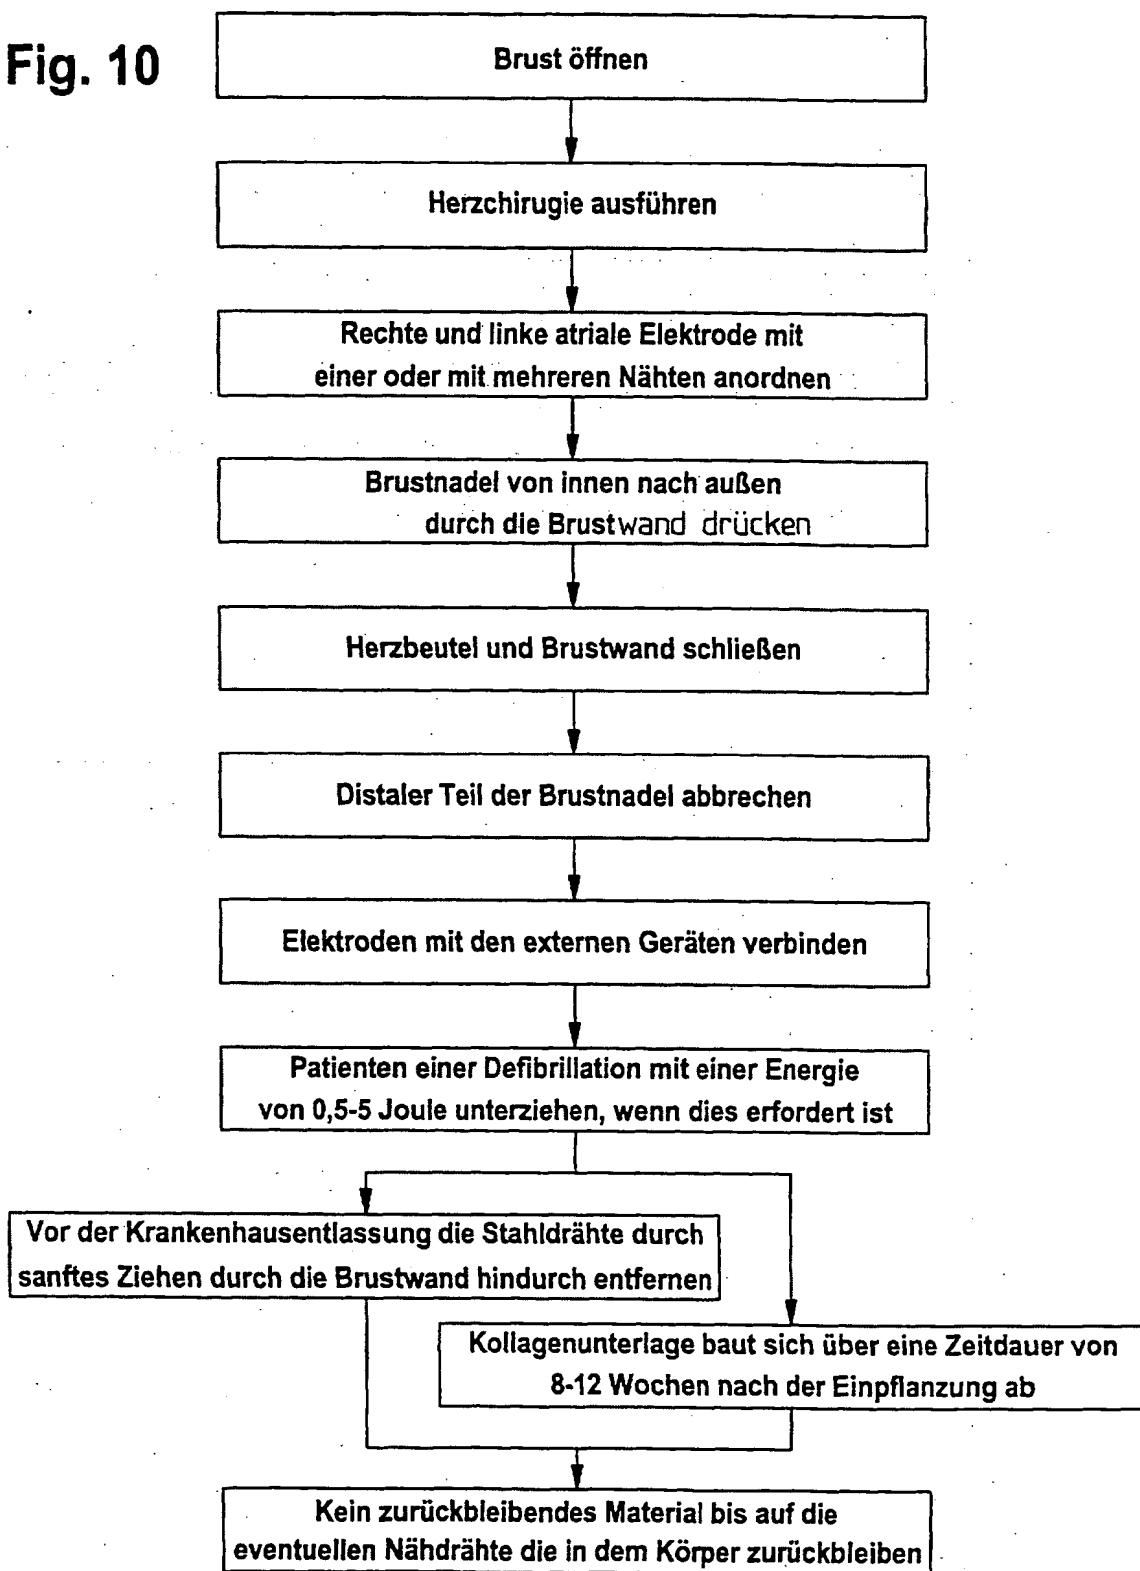 Fig. 10
Brust öffnen
Herzchirugie ausführen
Rechte und linke atriale Elektrode mit
einer oder mit mehreren Nähten anordnen
Brustnadel von innen nach außen
durch die Brustwand drücken
Herzbeutel und Brustwand schließen
Distaler Teil der Brustnadel abbrechen
Elektroden mit den externen Geräten verbinden
Patienten einer Defibrillation mit einer Energie
von 0,5-5 Joule unterziehen, wenn dies erfordert ist
Vor der Krankenhausentlassung die Stahldrähte durch
sanftes Ziehen durch die Brustwand hindurch entfernen
Kollagenunterlage baut sich über eine Zeitdauer von
8-12 Wochen nach der Einpflanzung ab
Kein zurückbleibendes Material bis auf die
eventuellen Nähdrähte die in dem Körper zurückbleiben